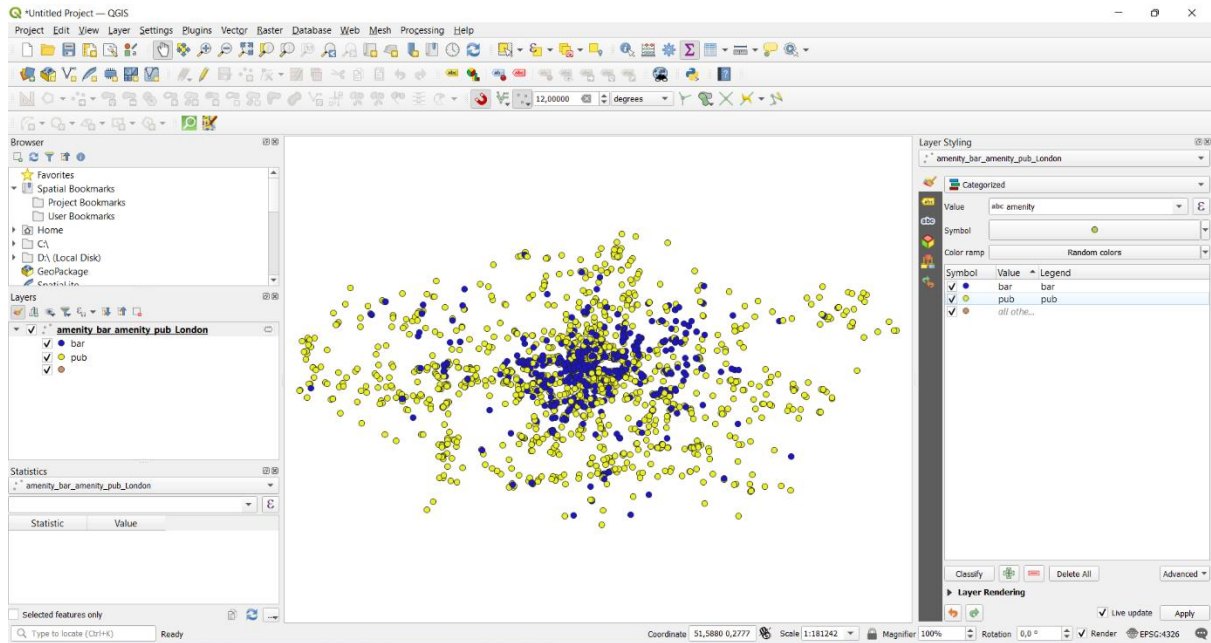 *Untitled Project — QGIS
Project Edit View Layer Settings Plugins Vector Raster Database Web Mesh Processing Help
12,00000 degrees
Browser
Favorites
Spatial Bookmarks
Project Bookmarks
User Bookmarks
Home
C:\
D:\ (Local Disk)
GeoPackage
SpatiaLite
Layers
amenity_bar_amenity_pub_London
bar
pub
Statistics
amenity_bar_amenity_pub_London
Statistic Value
Selected features only
Layer Styling
amenity_bar_amenity_pub_London
Categorized
Value abc amenity
Symbol
Color ramp Random colors
Symbol Value Legend
bar bar
pub pub
all othe...
Classify Delete All Advanced
Layer Rendering
Live update Apply
Type to locate (Ctrl+K) Ready Coordinate 51,5880 0,2777 Scale 1:181242 Magnifier 100% Rotation 0,0 ° Render EPSG:4326